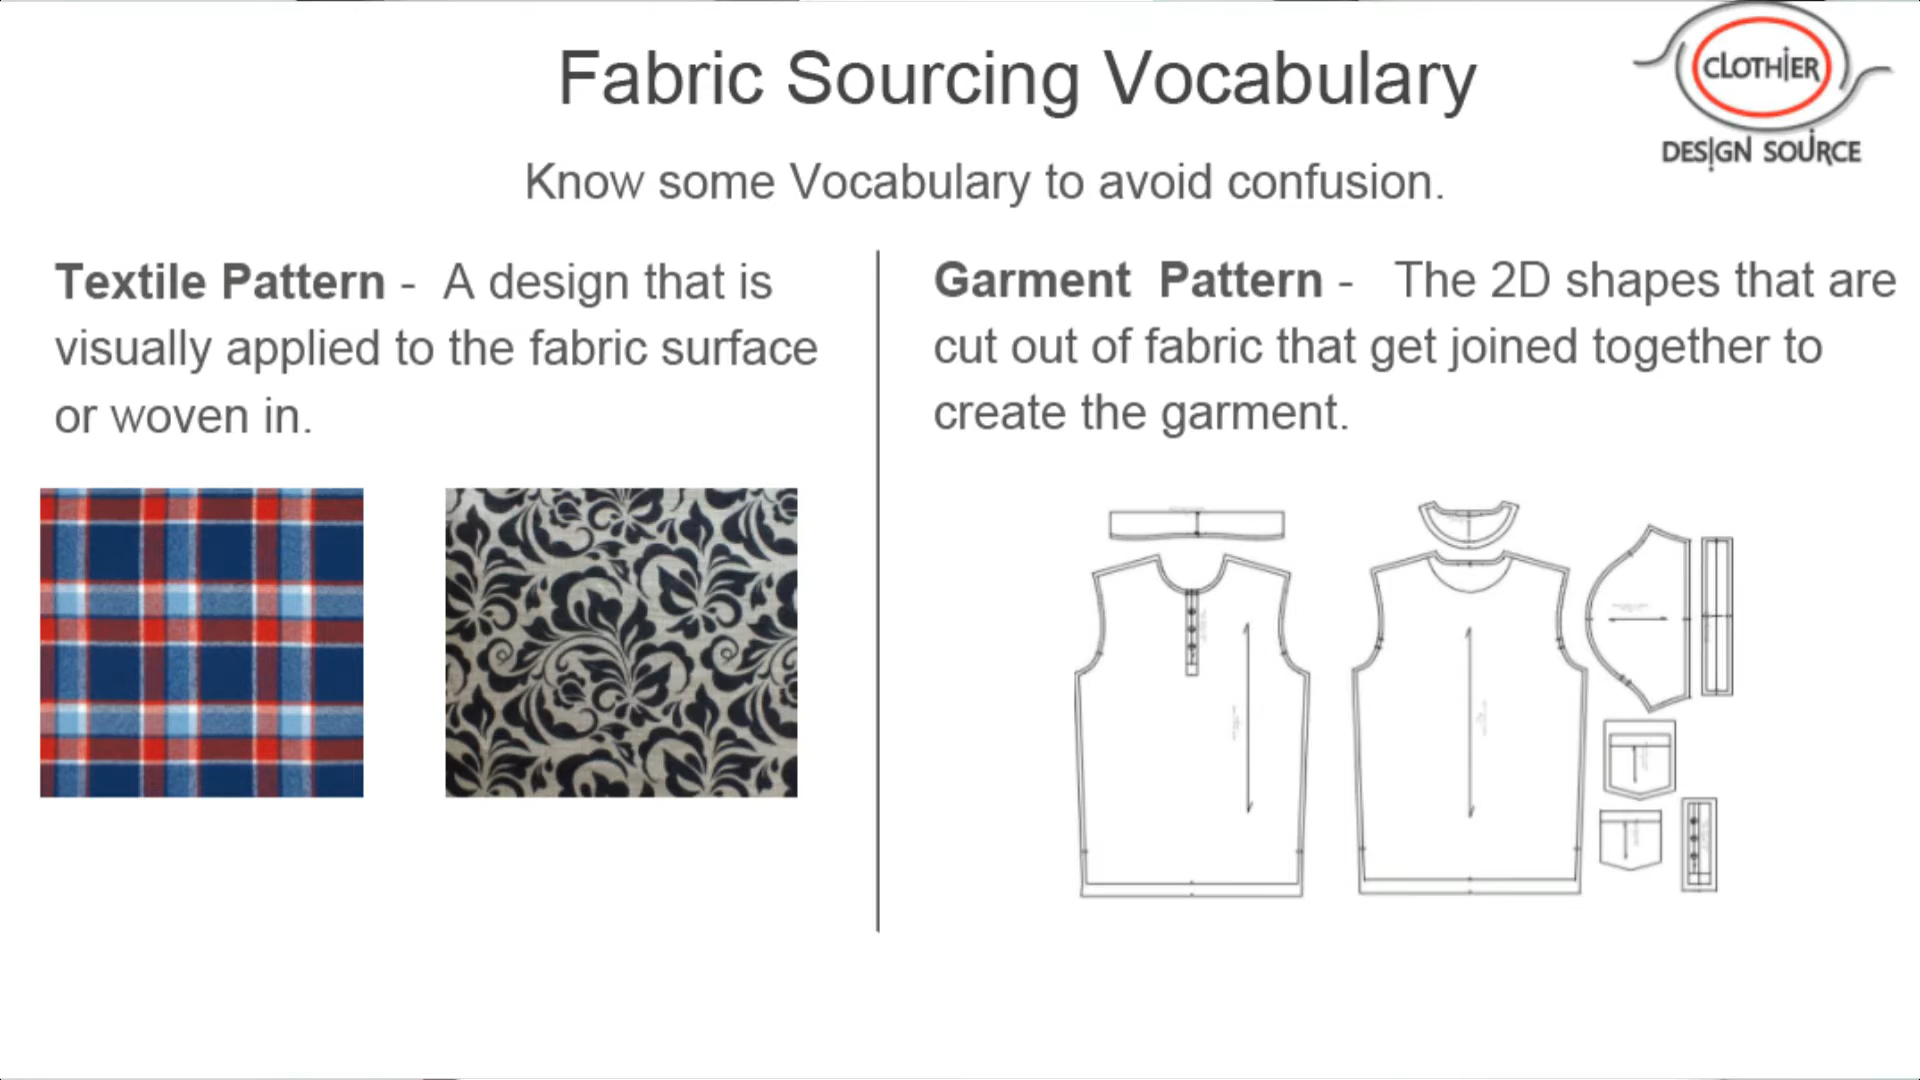 Fabric Sourcing Vocabulary
CLOTHIER
DESIGN SOURCE
Know some Vocabulary to avoid confusion.
Textile Pattern - A design that is
visually applied to the fabric surface
or woven in.
Garment Pattern - The 2D shapes that are
cut out of fabric that get joined together to
create the garment.